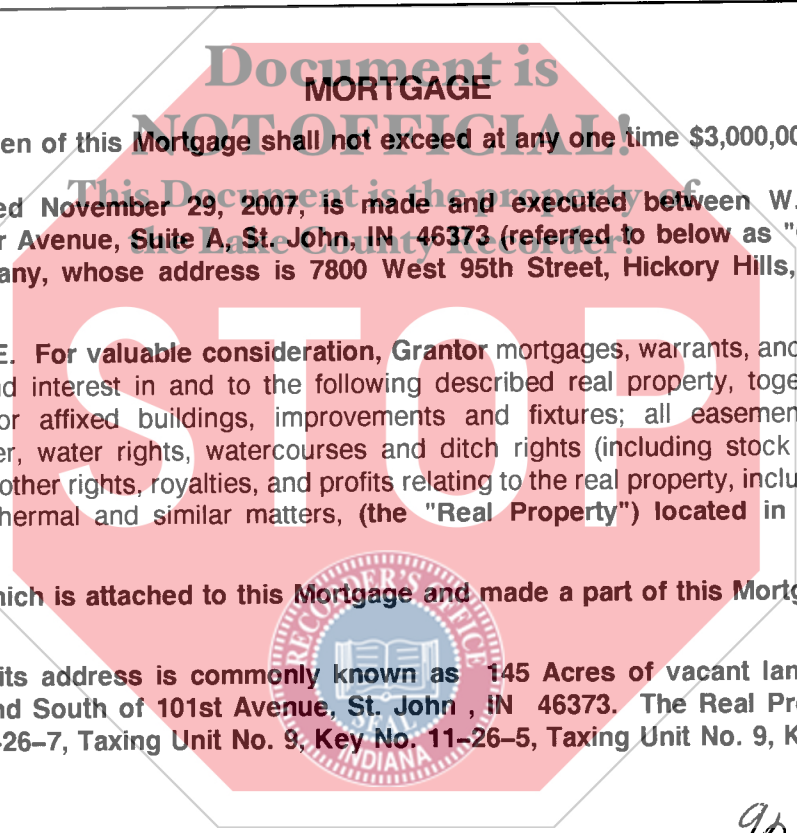 Document is
MORTGAGE
NOT OFFICIAL!
en of this Mortgage shall not exceed at any one time $3,000,00
This Document is the property of
ed November 29, 2007, is made and executed between W.
r Avenue, Suite A, St. John, IN 46373 (referred to below as "
the Lake County Recorder!
any, whose address is 7800 West 95th Street, Hickory Hills,
STOP
E. For valuable consideration, Grantor mortgages, warrants, and
nd interest in and to the following described real property, toge
or affixed buildings, improvements and fixtures; all easemen
er, water rights, watercourses and ditch rights (including stock
other rights, royalties, and profits relating to the real property, inclu
hermal and similar matters, (the "Real Property") located in
hich is attached to this Mortgage and made a part of this Mortg
RECORDER'S OFFICE
SEAL
INDIANA
its address is commonly known as 145 Acres of vacant lan
nd South of 101st Avenue, St. John , IN 46373. The Real Pro
-26-7, Taxing Unit No. 9, Key No. 11-26-5, Taxing Unit No. 9, K